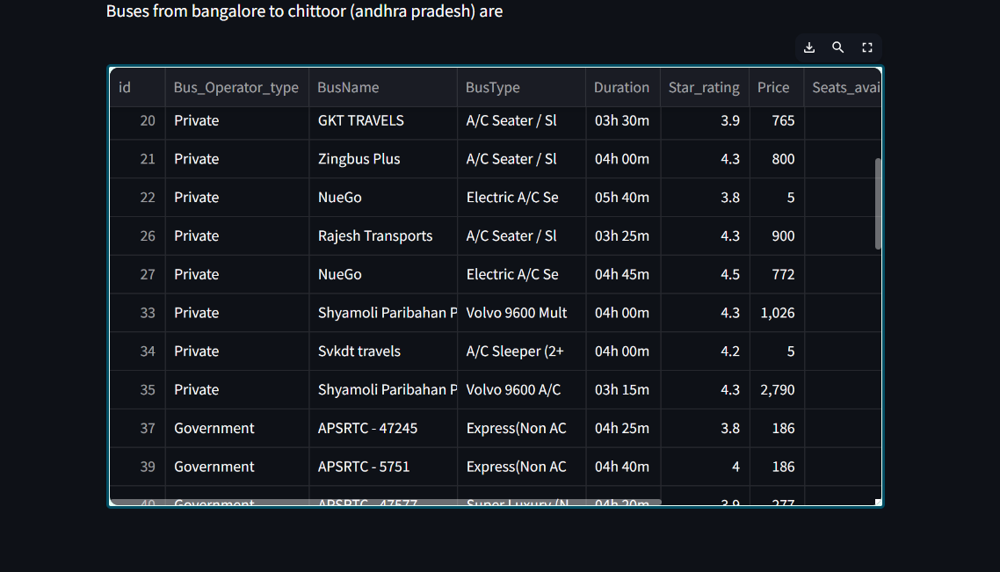 Buses from bangalore to chittoor (andhra pradesh) are
id Bus_Operator_type BusName BusType Duration Star_rating Price Seats_avai
20 Private GKT TRAVELS A/C Seater / Sl 03h 30m 3.9 765
21 Private Zingbus Plus A/C Seater / Sl 04h 00m 4.3 800
22 Private NueGo Electric A/C Se 05h 40m 3.8 5
26 Private Rajesh Transports A/C Seater / Sl 03h 25m 4.3 900
27 Private NueGo Electric A/C Se 04h 45m 4.5 772
33 Private Shyamoli Paribahan P Volvo 9600 Mult 04h 00m 4.3 1,026
34 Private Svkdt travels A/C Sleeper (2+ 04h 00m 4.2 5
35 Private Shyamoli Paribahan P Volvo 9600 A/C 03h 15m 4.3 2,790
37 Government APSRTC - 47245 Express(Non AC 04h 25m 3.8 186
39 Government APSRTC - 5751 Express(Non AC 04h 40m 4 186
40 Government APSRTC - 47577 Super Luxury (N 04h 20m 3.9 277